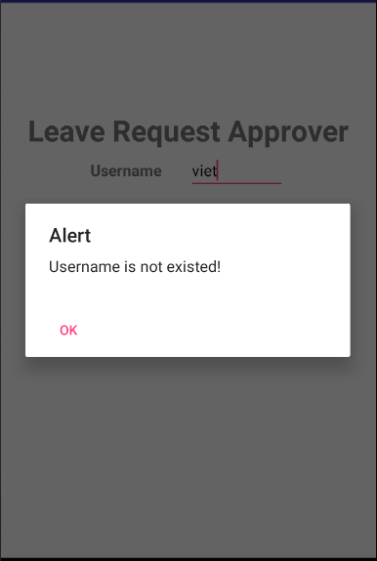 Leave Request Approver
Username viet
Alert
Username is not existed!
OK